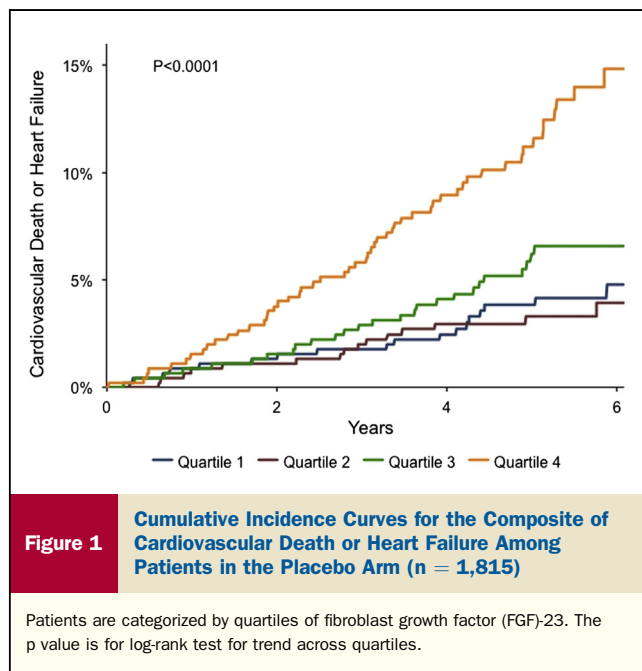 15%
P<0.0001
10%
5%
0%
Cardiovascular Death or Heart Failure
0 2 4 6
Years
Quartile 1 Quartile 2 Quartile 3 Quartile 4
Figure 1
Cumulative Incidence Curves for the Composite of
Cardiovascular Death or Heart Failure Among
Patients in the Placebo Arm (n = 1,815)
Patients are categorized by quartiles of fibroblast growth factor (FGF)-23. The
p value is for log-rank test for trend across quartiles.